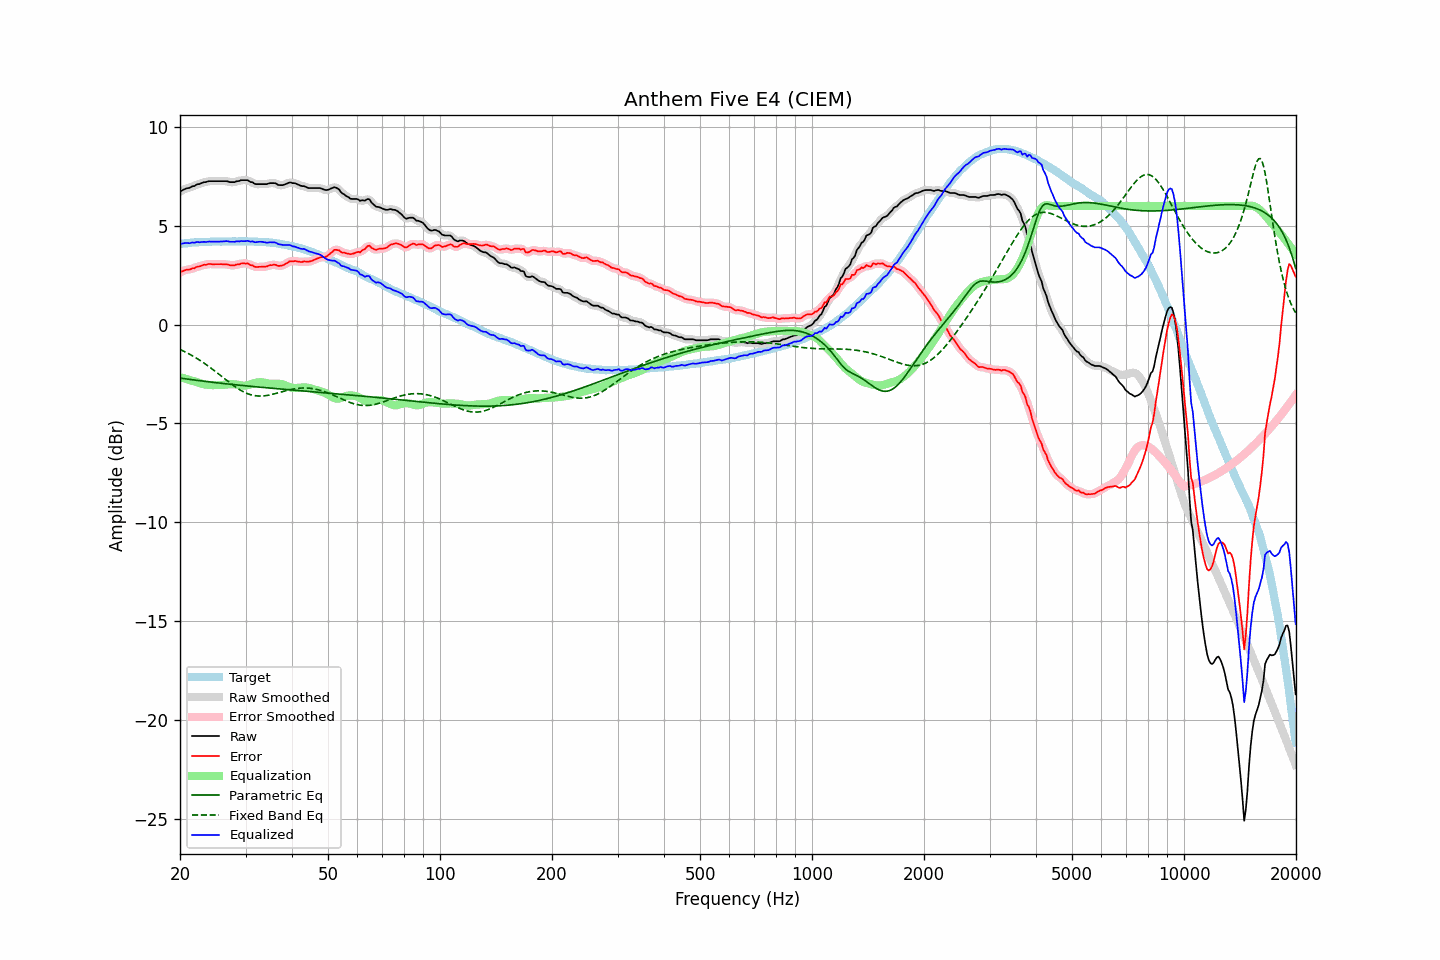 Anthem Five E4 (CIEM)
10
5
0
−5
−10
−15
−20
−25
Amplitude (dBr)
Target
Raw Smoothed
Error Smoothed
Raw
Error
Equalization
Parametric Eq
Fixed Band Eq
Equalized
20
50
100
200
500
1000
2000
5000
10000
20000
Frequency (Hz)